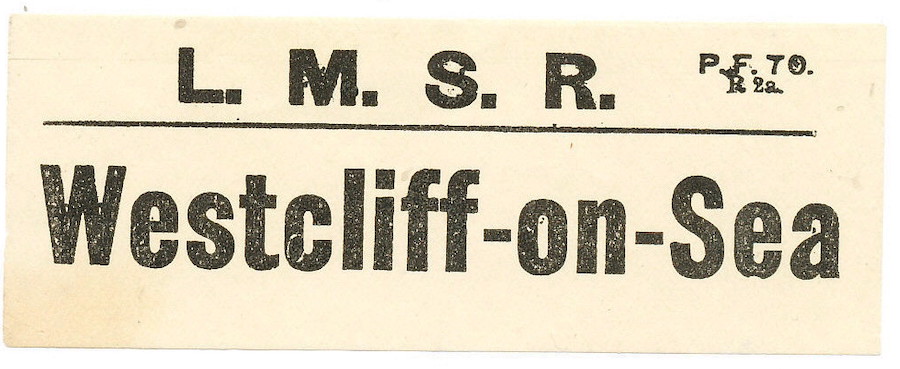 L. M. S. R.
P.F. 70.
R 2a.
Westcliff-on-Sea